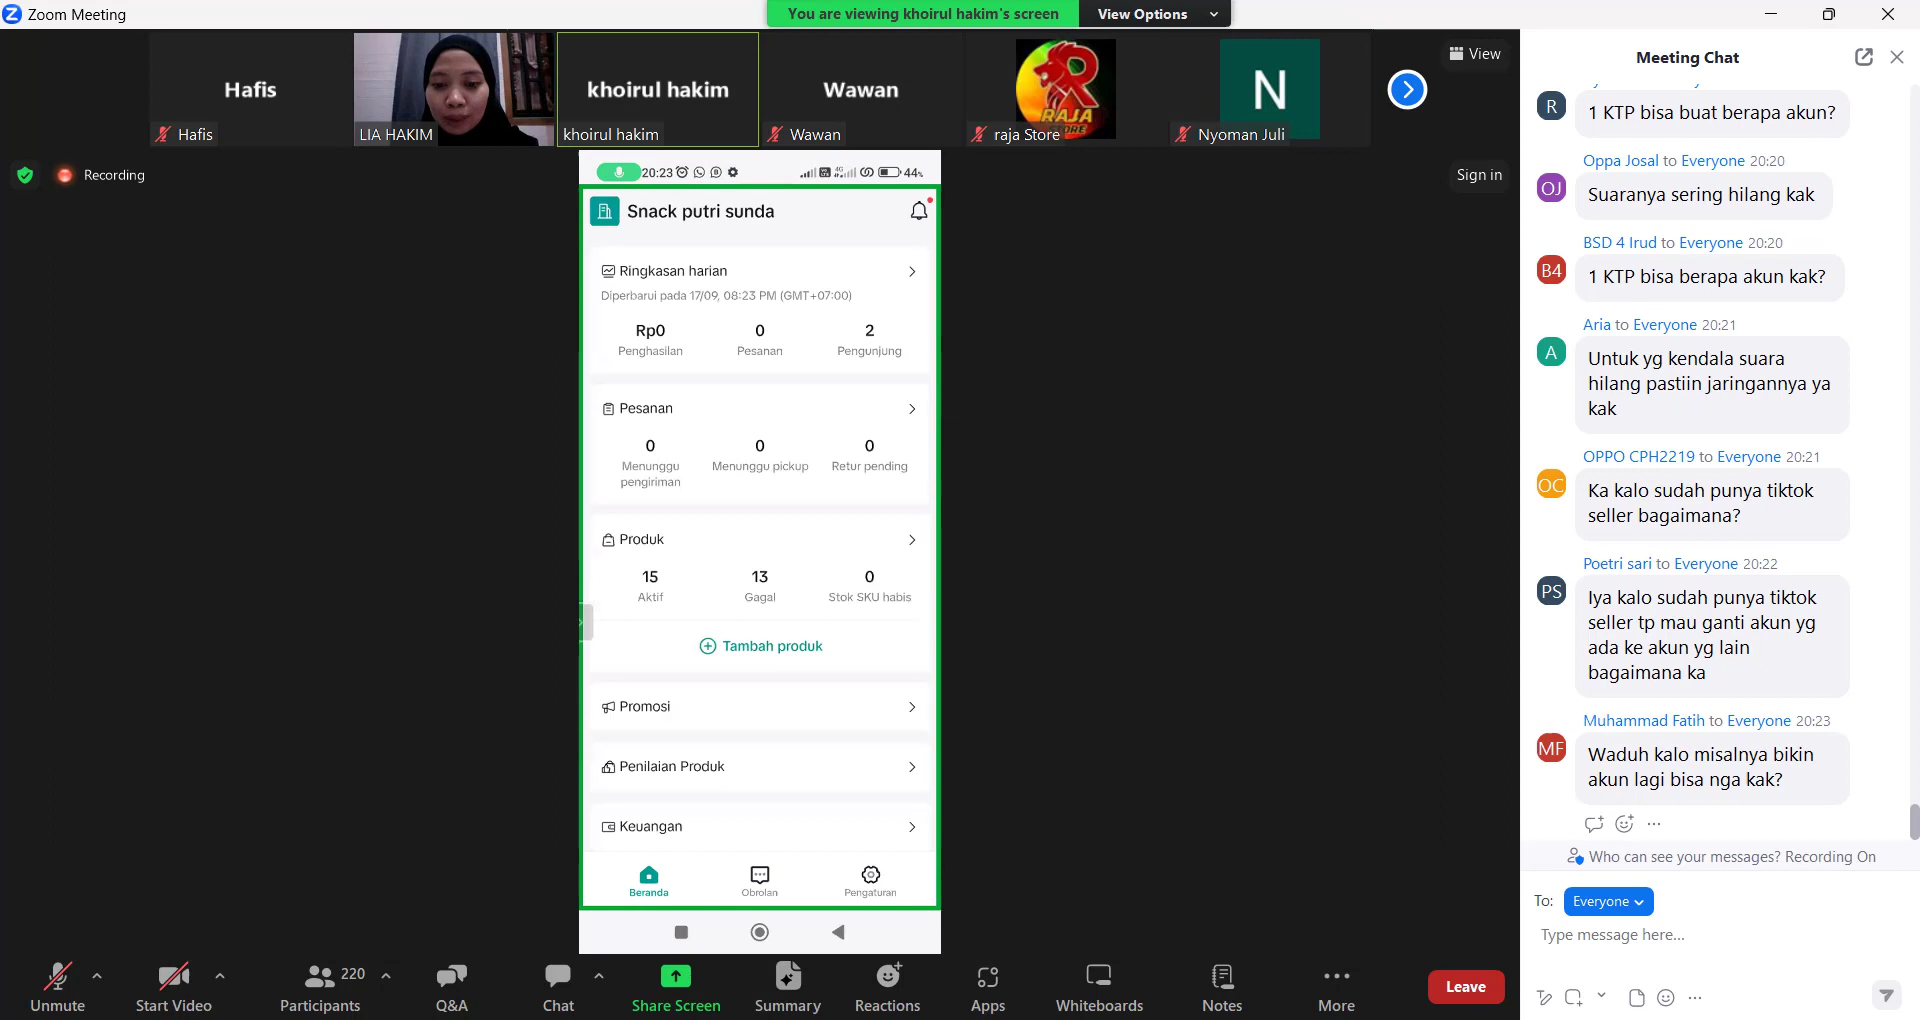 Zoom Meeting
You are viewing khoirul hakim's screen
View Options
Hafis
Hafis
LIA HAKIM
khoirul hakim
khoirul hakim
Wawan
Wawan
RAJA
raja Store
N
Nyoman Juli
View
Recording
Sign in
20:23
44%
Snack putri sunda
Ringkasan harian
Diperbarui pada 17/09, 08:23 PM (GMT+07:00)
Rp0 0 2
Penghasilan Pesanan Pengunjung
Pesanan
0 0 0
Menunggu pengiriman Menunggu pickup Retur pending
Produk
15 13 0
Aktif Gagal Stok SKU habis
Tambah produk
Promosi
Penilaian Produk
Keuangan
Beranda Obrolan Pengaturan
Meeting Chat
R
1 KTP bisa buat berapa akun?
Oppa Josal to Everyone 20:20
OJ
Suaranya sering hilang kak
BSD 4 Irud to Everyone 20:20
B4
1 KTP bisa berapa akun kak?
Aria to Everyone 20:21
A
Untuk yg kendala suara
hilang pastiin jaringannya ya
kak
OPPO CPH2219 to Everyone 20:21
OC
Ka kalo sudah punya tiktok
seller bagaimana?
Poetri sari to Everyone 20:22
PS
Iya kalo sudah punya tiktok
seller tp mau ganti akun yg
ada ke akun yg lain
bagaimana ka
Muhammad Fatih to Everyone 20:23
MF
Waduh kalo misalnya bikin
akun lagi bisa nga kak?
Who can see your messages? Recording On
To: Everyone
Type message here...
Unmute
Start Video
220
Participants
Q&A
Chat
Share Screen
Summary
Reactions
Apps
Whiteboards
Notes
More
Leave